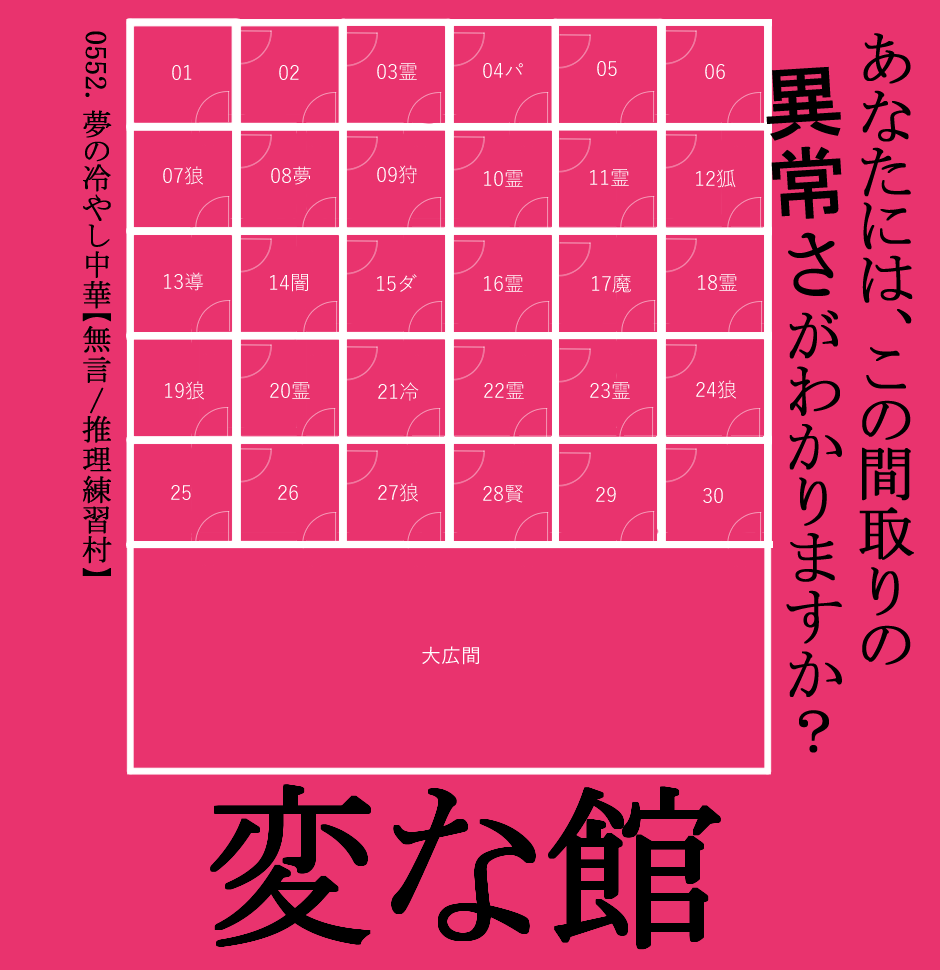 あなたには、この間取りの
異常さがわかりますか？
01 02 03霊 04パ 05 06
07狼 08夢 09狩 10霊 11霊 12狐
13導 14闇 15ダ 16霊 17魔 18霊
19狼 20霊 21冷 22霊 23霊 24狼
25 26 27狼 28賢 29 30
大広間
0552. 夢の冷やし中華【無言/推理練習村】
変な館